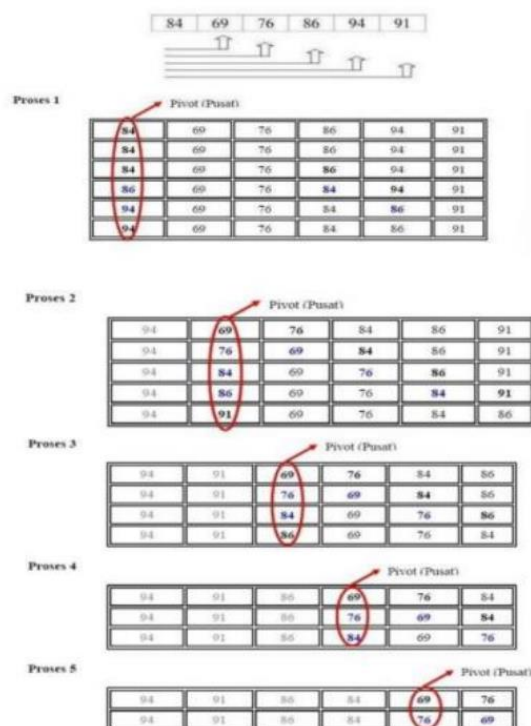 84 69 76 86 94 91
Proses 1
Pivot (Pusat)
84 69 76 86 94 91
84 69 76 86 94 91
84 69 76 86 94 91
86 69 76 84 94 91
94 69 76 84 86 91
94 69 76 84 86 91
Proses 2
Pivot (Pusat)
94 69 76 84 86 91
94 76 69 84 86 91
94 84 69 76 86 91
94 86 69 76 84 91
94 91 69 76 84 86
Proses 3
Pivot (Pusat)
94 91 69 76 84 86
94 91 76 69 84 86
94 91 84 69 76 86
94 91 86 69 76 84
Proses 4
Pivot (Pusat)
94 91 86 69 76 84
94 91 86 76 69 84
94 91 86 84 69 76
Proses 5
Pivot (Pusat)
94 91 86 84 69 76
94 91 86 84 76 69